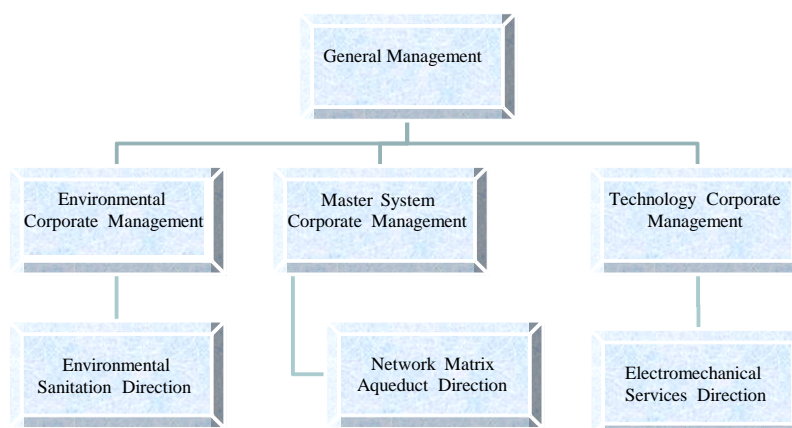 General Management
Environmental
Corporate Management
Master System
Corporate Management
Technology Corporate
Management
Environmental
Sanitation Direction
Network Matrix
Aqueduct Direction
Electromechanical
Services Direction